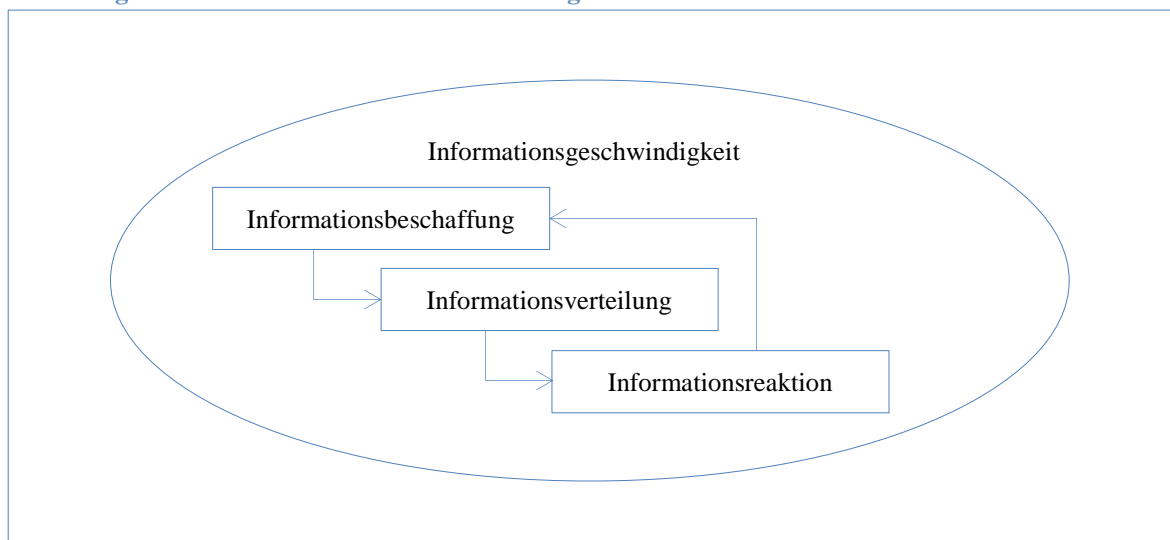 Informationsgeschwindigkeit
Informationsbeschaffung
Informationsverteilung
Informationsreaktion